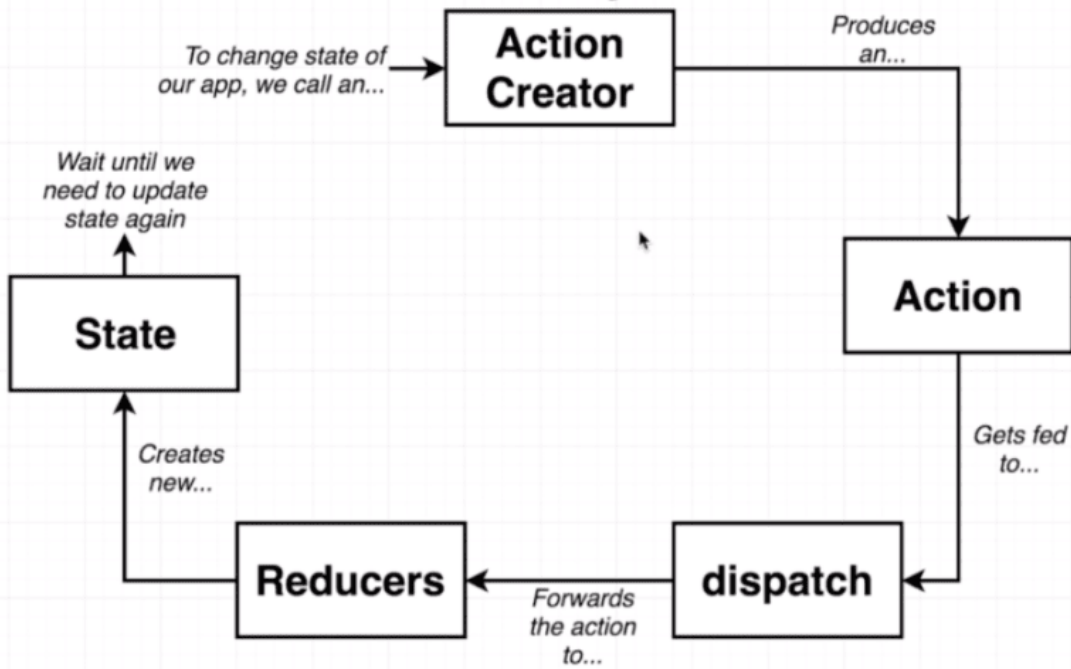 To change state of
our app, we call an...
Action
Creator
Produces
an...
Action
Gets fed
to...
dispatch
Forwards
the action
to...
Reducers
Creates
new...
State
Wait until we
need to update
state again